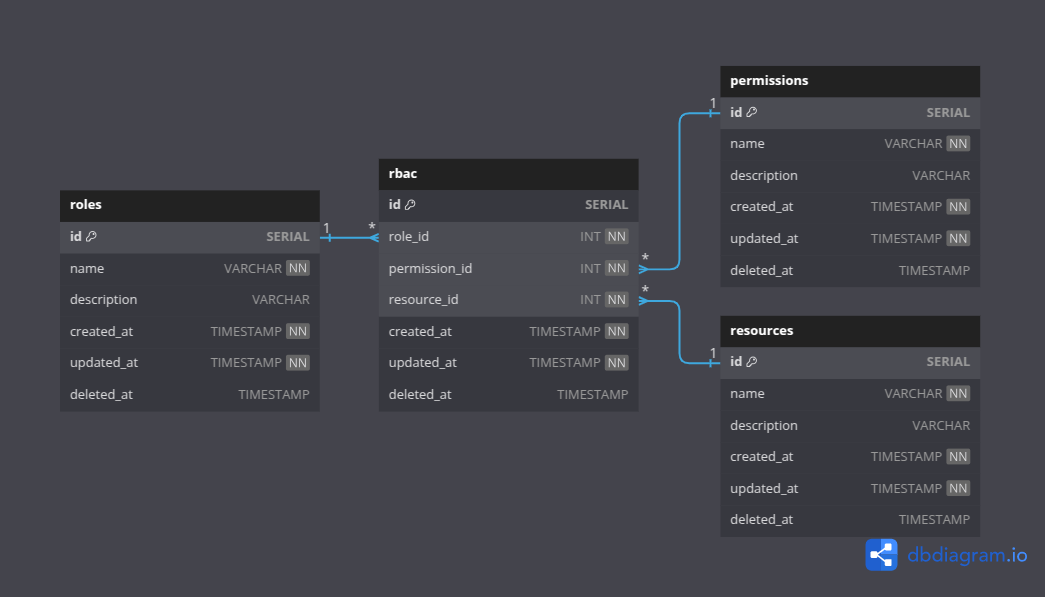 roles
id SERIAL
name VARCHAR NN
description VARCHAR
created_at TIMESTAMP NN
updated_at TIMESTAMP NN
deleted_at TIMESTAMP
1 *
rbac
id SERIAL
role_id INT NN
permission_id INT NN
resource_id INT NN
created_at TIMESTAMP NN
updated_at TIMESTAMP NN
deleted_at TIMESTAMP
* 1
* 1
permissions
id SERIAL
name VARCHAR NN
description VARCHAR
created_at TIMESTAMP NN
updated_at TIMESTAMP NN
deleted_at TIMESTAMP
resources
id SERIAL
name VARCHAR NN
description VARCHAR
created_at TIMESTAMP NN
updated_at TIMESTAMP NN
deleted_at TIMESTAMP
dbdiagram.io